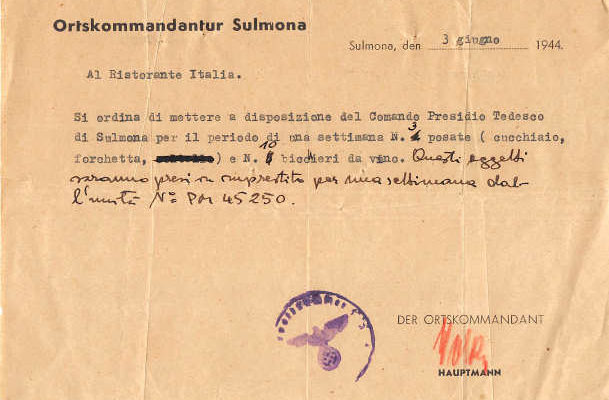 Ortskommandantur Sulmona
Sulmona, den 3 giugno 1944.
Al Ristorante Italia.
Si ordina di mettere a disposizione del Comando Presidio Tedesco
di Sulmona per il periodo di una settimana N. 3 posate ( cucchiaio,
forchetta, ) e N. 10 bicchieri da vino. Questi oggetti
saranno presi in imprestito per una settimana dal-
l'unità No PM 45250.
DER ORTSKOMMANDANT
HAUPTMANN